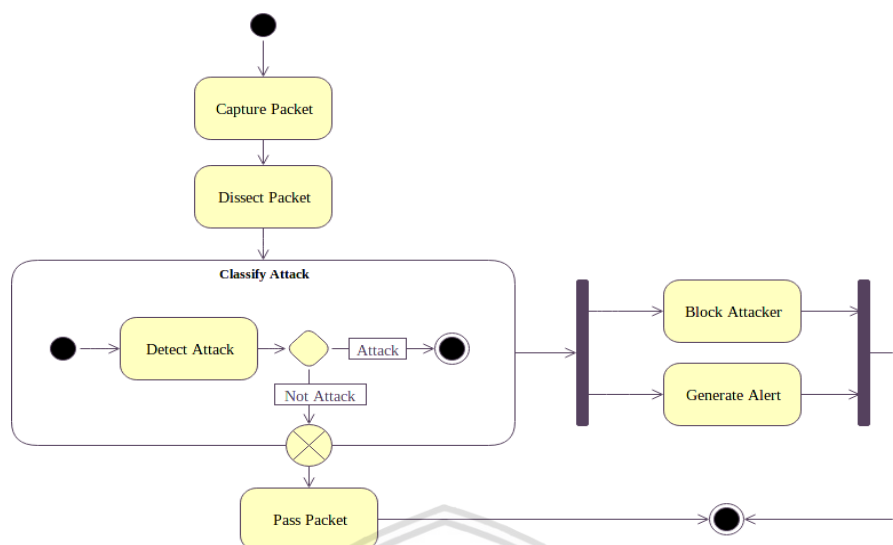 Capture Packet
Dissect Packet
Classify Attack
Detect Attack
Attack
Not Attack
Block Attacker
Generate Alert
Pass Packet